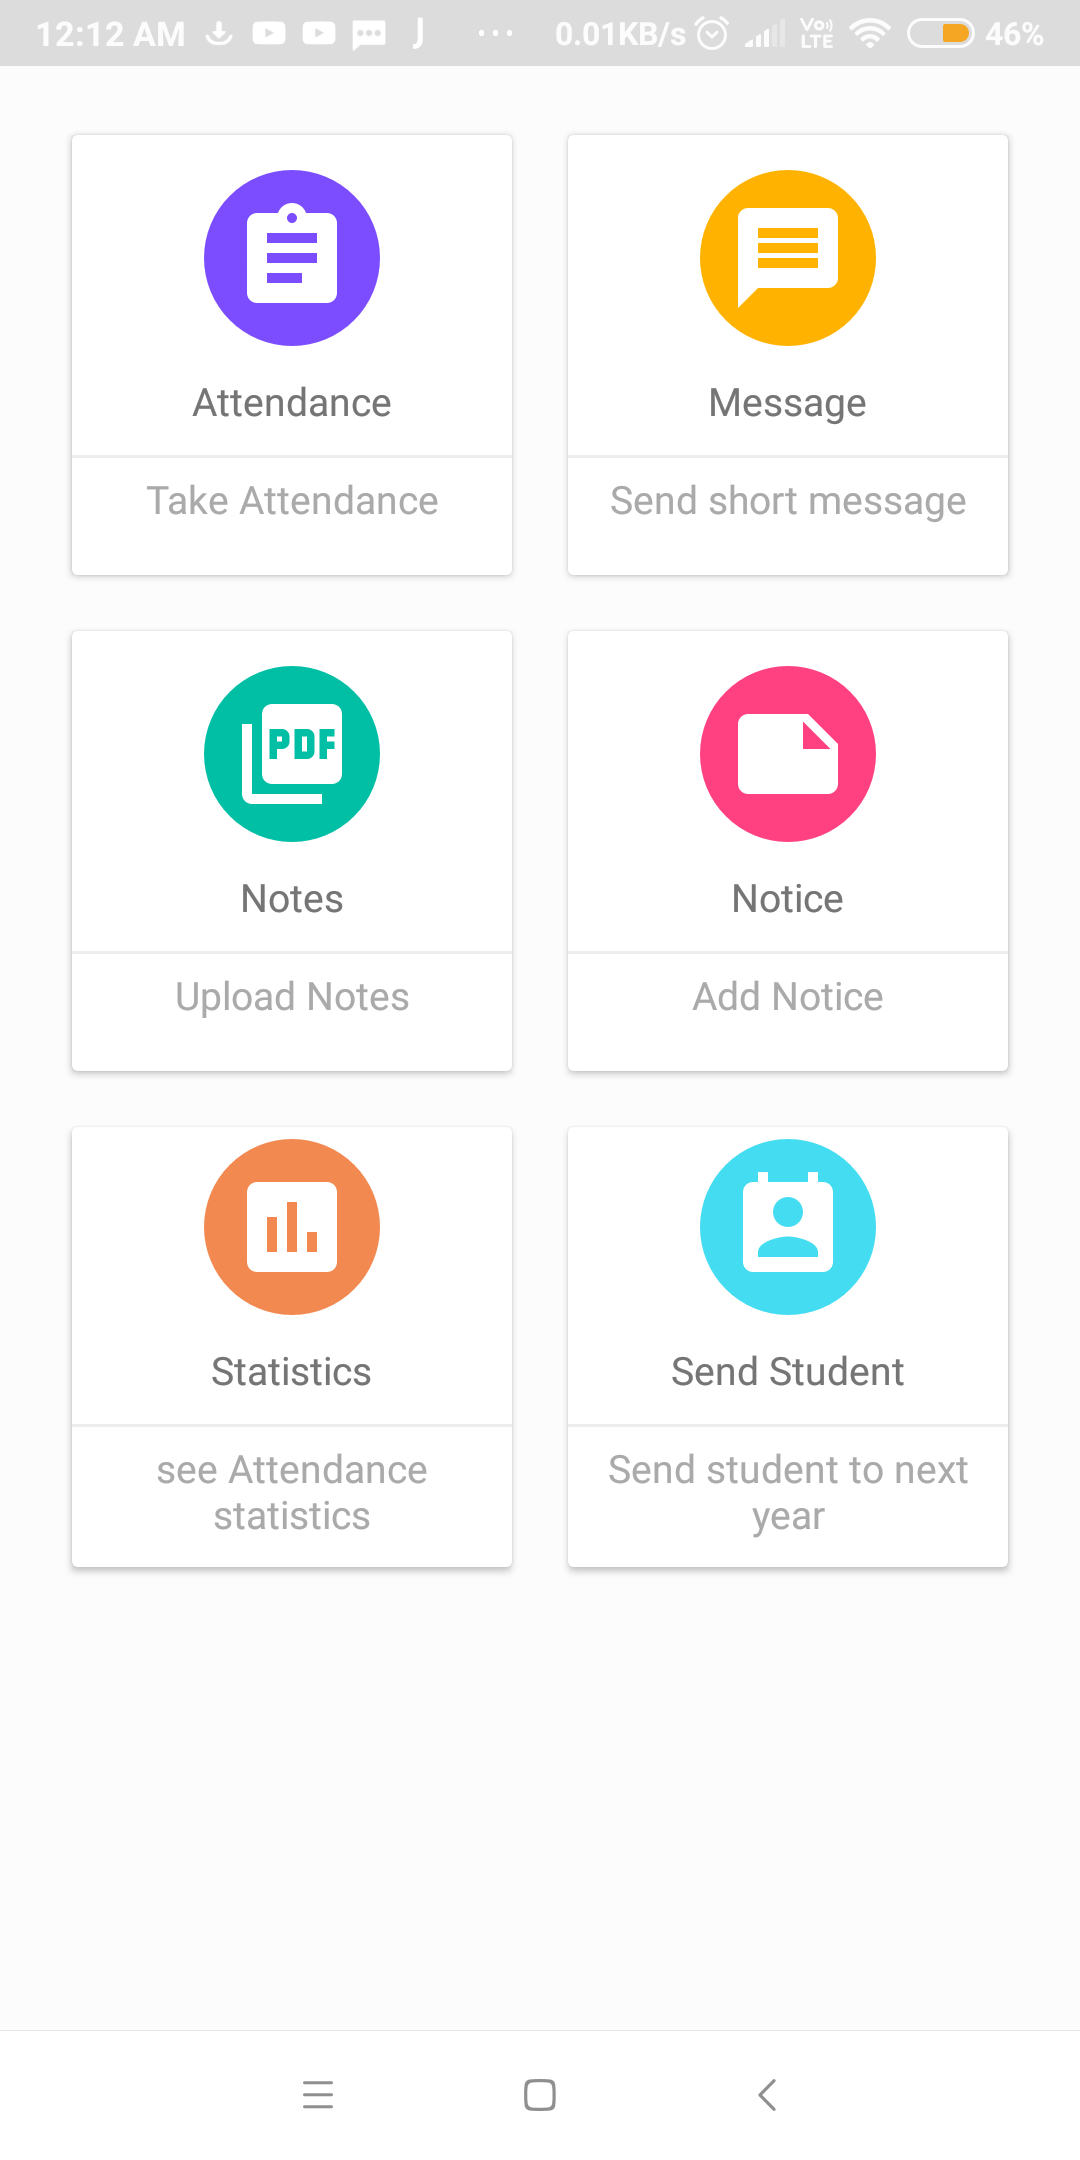 12:12 AM J ... 0.01KB/s Vo LTE 46%
Attendance Message
Take Attendance Send short message
PDF
Notes Notice
Upload Notes Add Notice
Statistics Send Student
see Attendance
statistics
Send student to next
year